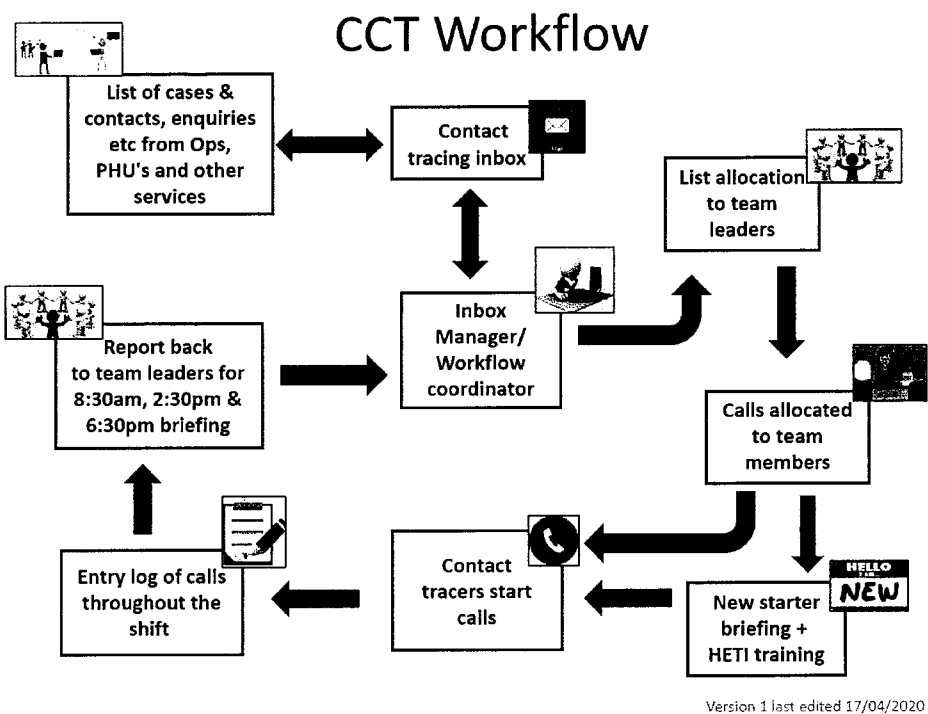 CCT Workflow
List of cases &
contacts, enquiries
etc from Ops,
PHU's and other
services
Contact
tracing inbox
List allocation
to team
leaders
Inbox
Manager/
Workflow
coordinator
Report back
to team leaders for
8:30am, 2:30pm &
6:30pm briefing
Calls allocated
to team
members
Entry log of calls
throughout the
shift
Contact
tracers start
calls
HELLO
NEW
New starter
briefing +
HETI training
Version 1 last edited 17/04/2020